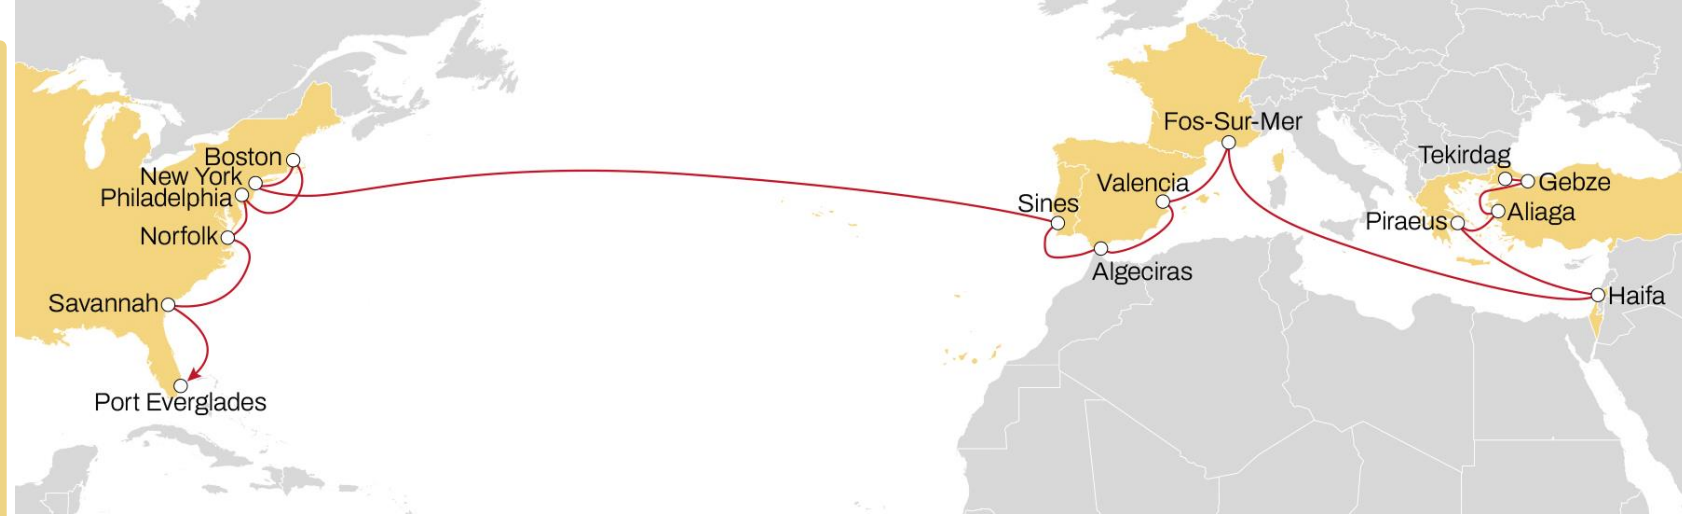 Boston
New York
Philadelphia
Norfolk
Savannah
Port Everglades
Fos-Sur-Mer
Valencia
Sines
Algeciras
Tekirdag
Gebze
Aliaga
Piraeus
Haifa